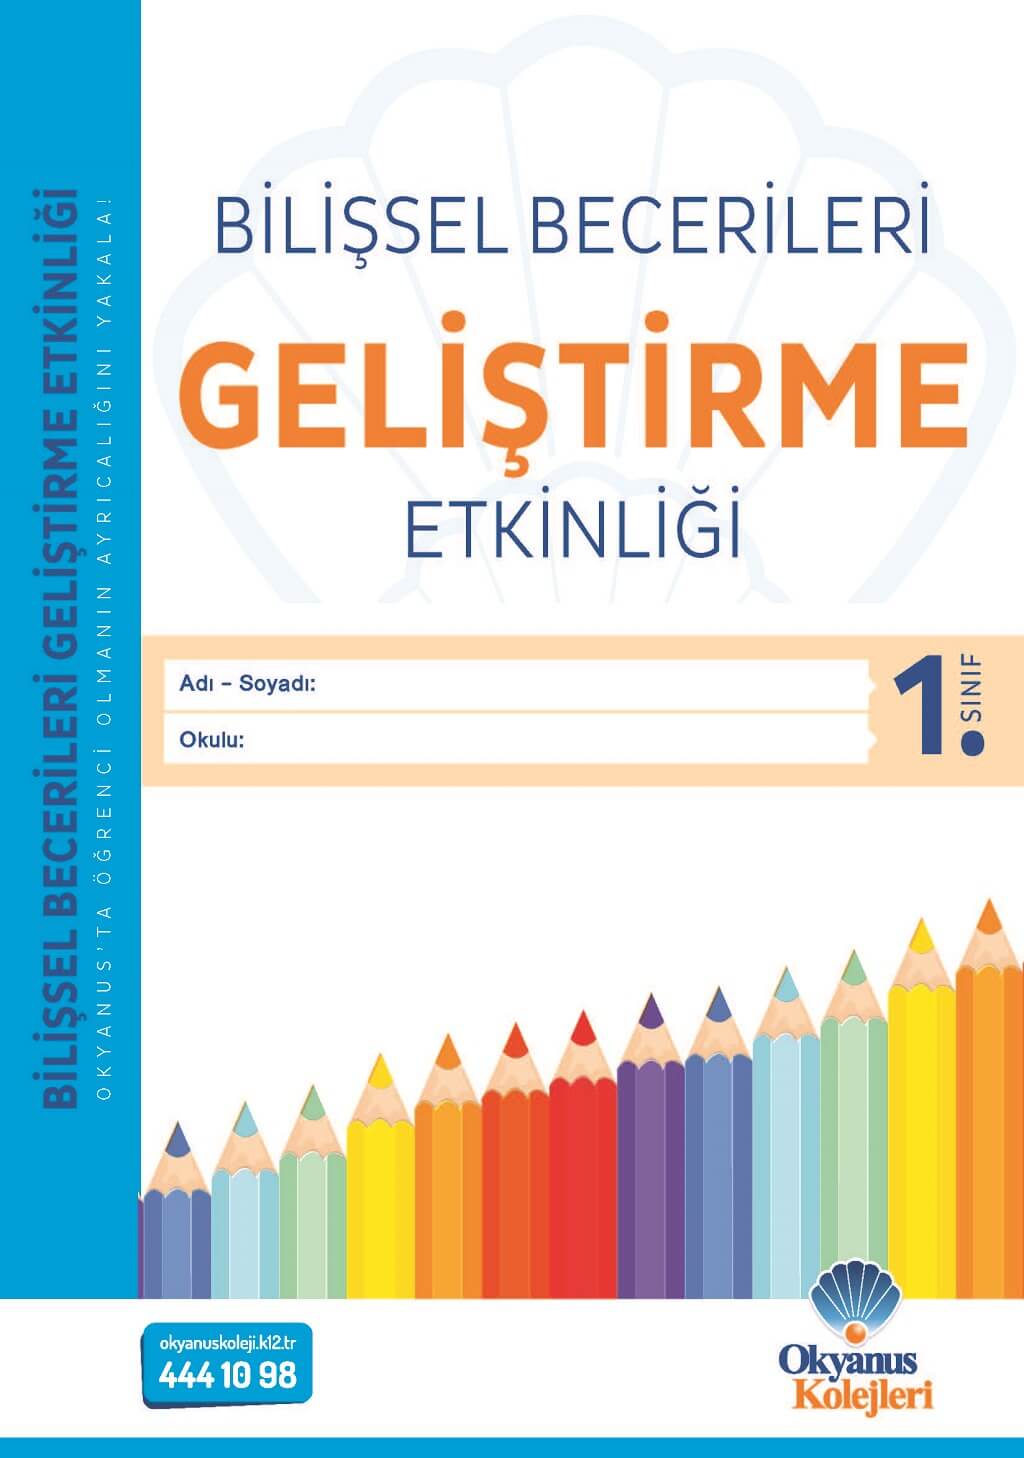 BİLİŞSEL BECERİLERİ GELİŞTİRME ETKİNLİĞİ
OKYANUS'TA ÖĞRENCİ OLMANIN AYRICALIĞINI YAKALA!
BİLİŞSEL BECERİLERİ
GELİŞTİRME
ETKİNLİĞİ
Adı - Soyadı:
Okulu:
1. SINIF
okyanuskoleji.k12.tr
444 10 98
Okyanus
Kolejleri